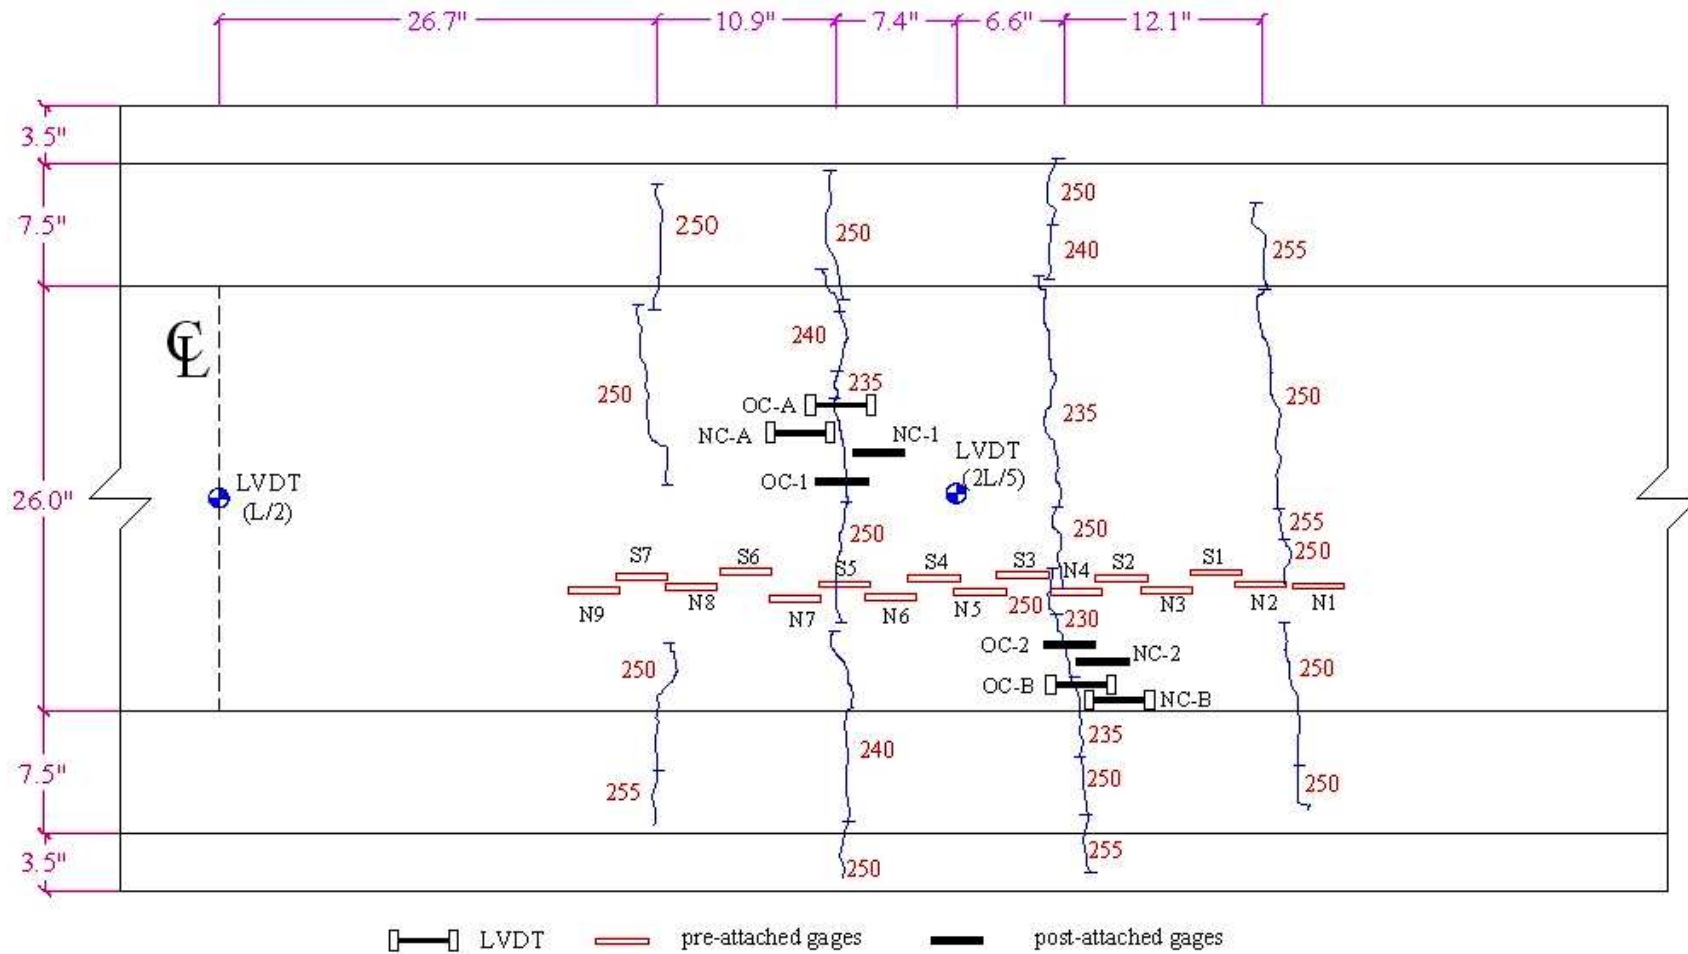 26.7" 10.9" 7.4" 6.6" 12.1"
3.5"
7.5"
26.0"
7.5"
3.5"
250 250 250 240 255
℄
240 235 250 250 235 250
OC-A
NC-A NC-1
OC-1
LVDT
(L/2)
LVDT
(2L/5)
250 250 255 250
S7 S6 S5 S4 S3 N4 S2 S1
N9 N8 N7 N6 N5 250 230 N3 N2 N1
OC-2 NC-2
OC-B NC-B
250 250
240 235
255 250 250
250 255
LVDT pre-attached gages post-attached gages